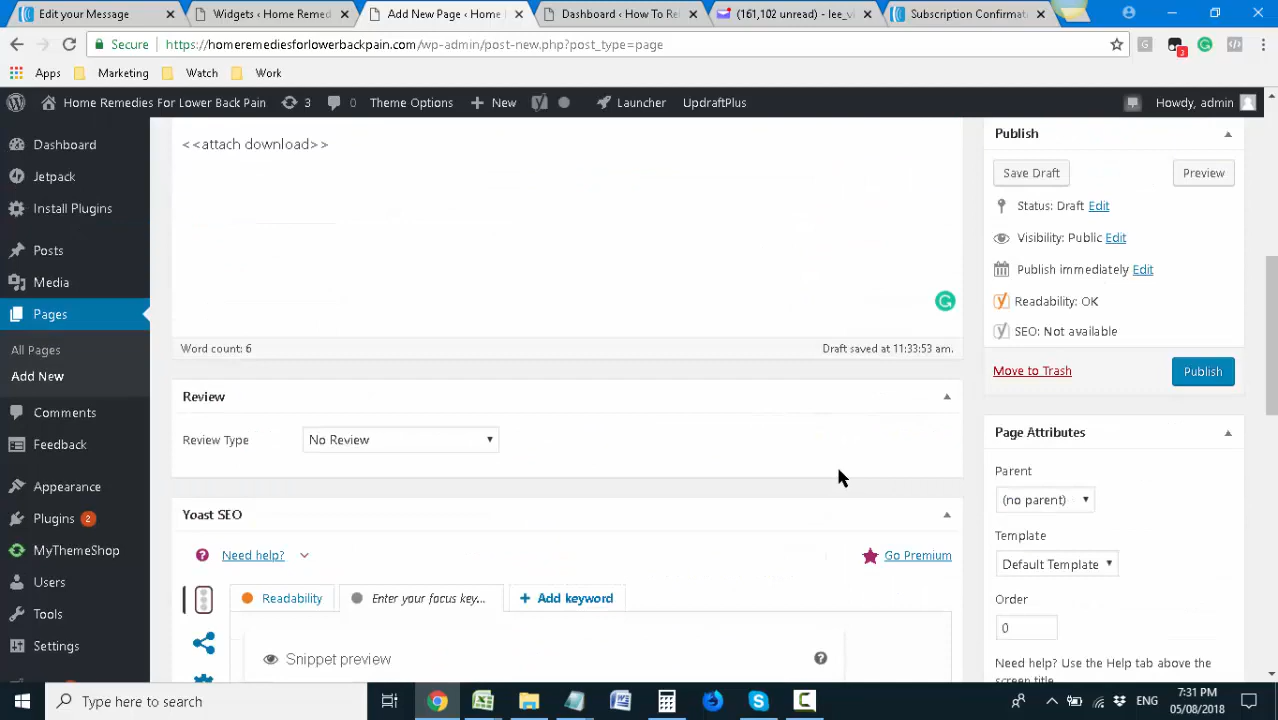 Edit your Message
Widgets ‹ Home Remed
Add New Page ‹ Home
Dashboard ‹ How To Re
(161,102 unread) - lee_v
Subscription Confirmat
Secure
https://homeremediesforlowerbackpain.com/wp-admin/post-new.php?post_type=page
Apps
Marketing
Watch
Work
Home Remedies For Lower Back Pain
3
0
Theme Options
New
Launcher
UpdraftPlus
Howdy, admin
Dashboard
Jetpack
Install Plugins
Posts
Media
Pages
All Pages
Add New
Comments
Feedback
Appearance
Plugins 2
MyThemeShop
Users
Tools
Settings
<<attach download>>
Word count: 6
Draft saved at 11:33:53 am.
Review
Review Type
No Review
Yoast SEO
Need help?
Go Premium
Readability
Enter your focus key...
Add keyword
Snippet preview
Publish
Save Draft
Preview
Status: Draft Edit
Visibility: Public Edit
Publish immediately Edit
Readability: OK
SEO: Not available
Move to Trash
Publish
Page Attributes
Parent
(no parent)
Template
Default Template
Order
0
Need help? Use the Help tab above the
screen title.
Type here to search
ENG
7:31 PM
05/08/2018